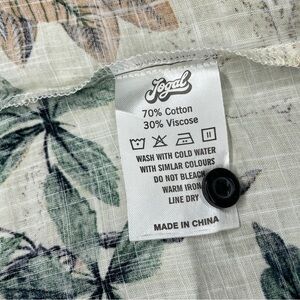 Jogal
70% Cotton
30% Viscose
WASH WITH COLD WATER
WITH SIMILAR COLOURS
DO NOT BLEACH
WARM IRON
LINE DRY
MADE IN CHINA